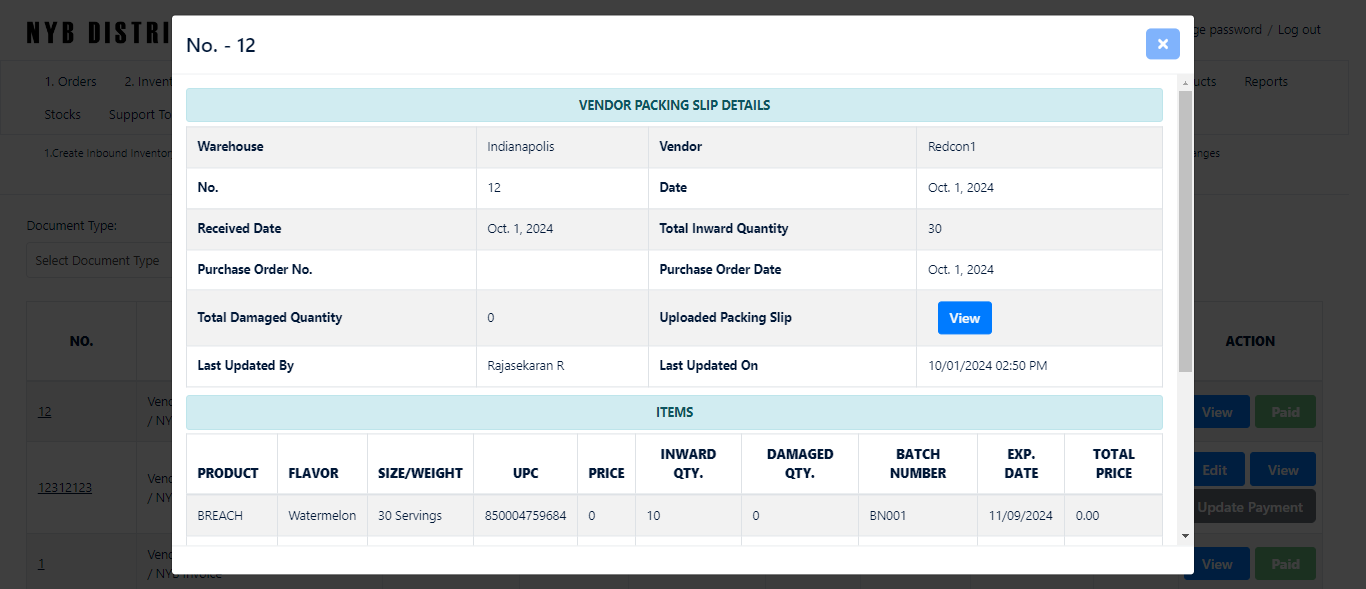 NYB DISTRI
No. - 12
ge password / Log out
1. Orders 2. Invent ucts Reports
Stocks Support To
1.Create Inbound Inventor anges
VENDOR PACKING SLIP DETAILS
Warehouse Indianapolis Vendor Redcon1
No. 12 Date Oct. 1, 2024
Received Date Oct. 1, 2024 Total Inward Quantity 30
Purchase Order No. Purchase Order Date Oct. 1, 2024
Total Damaged Quantity 0 Uploaded Packing Slip View
Last Updated By Rajasekaran R Last Updated On 10/01/2024 02:50 PM
ITEMS
PRODUCT FLAVOR SIZE/WEIGHT UPC PRICE INWARD QTY. DAMAGED QTY. BATCH NUMBER EXP. DATE TOTAL PRICE
BREACH Watermelon 30 Servings 850004759684 0 10 0 BN001 11/09/2024 0.00
Document Type:
Select Document Type
NO. ACTION
12 Vend View Paid
/ NY
12312123 Vend Edit View
/ NY Update Payment
1 Vend View Paid
/ NYB Invoice